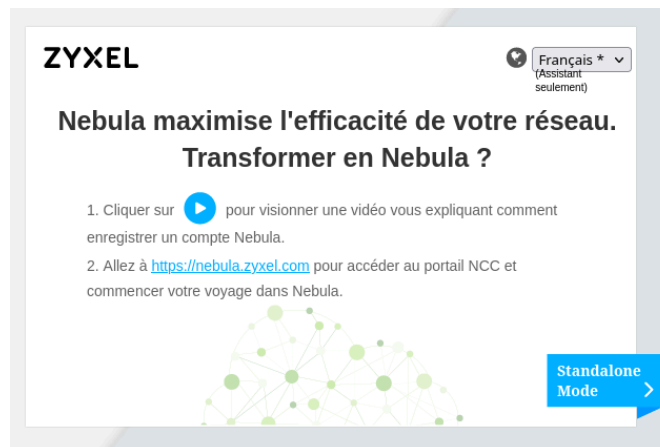 ZYXEL
Français *
(Assistant
seulement)
Nebula maximise l'efficacité de votre réseau.
Transformer en Nebula ?
1. Cliquer sur pour visionner une vidéo vous expliquant comment
enregistrer un compte Nebula.
2. Allez à https://nebula.zyxel.com pour accéder au portail NCC et
commencer votre voyage dans Nebula.
Standalone
Mode